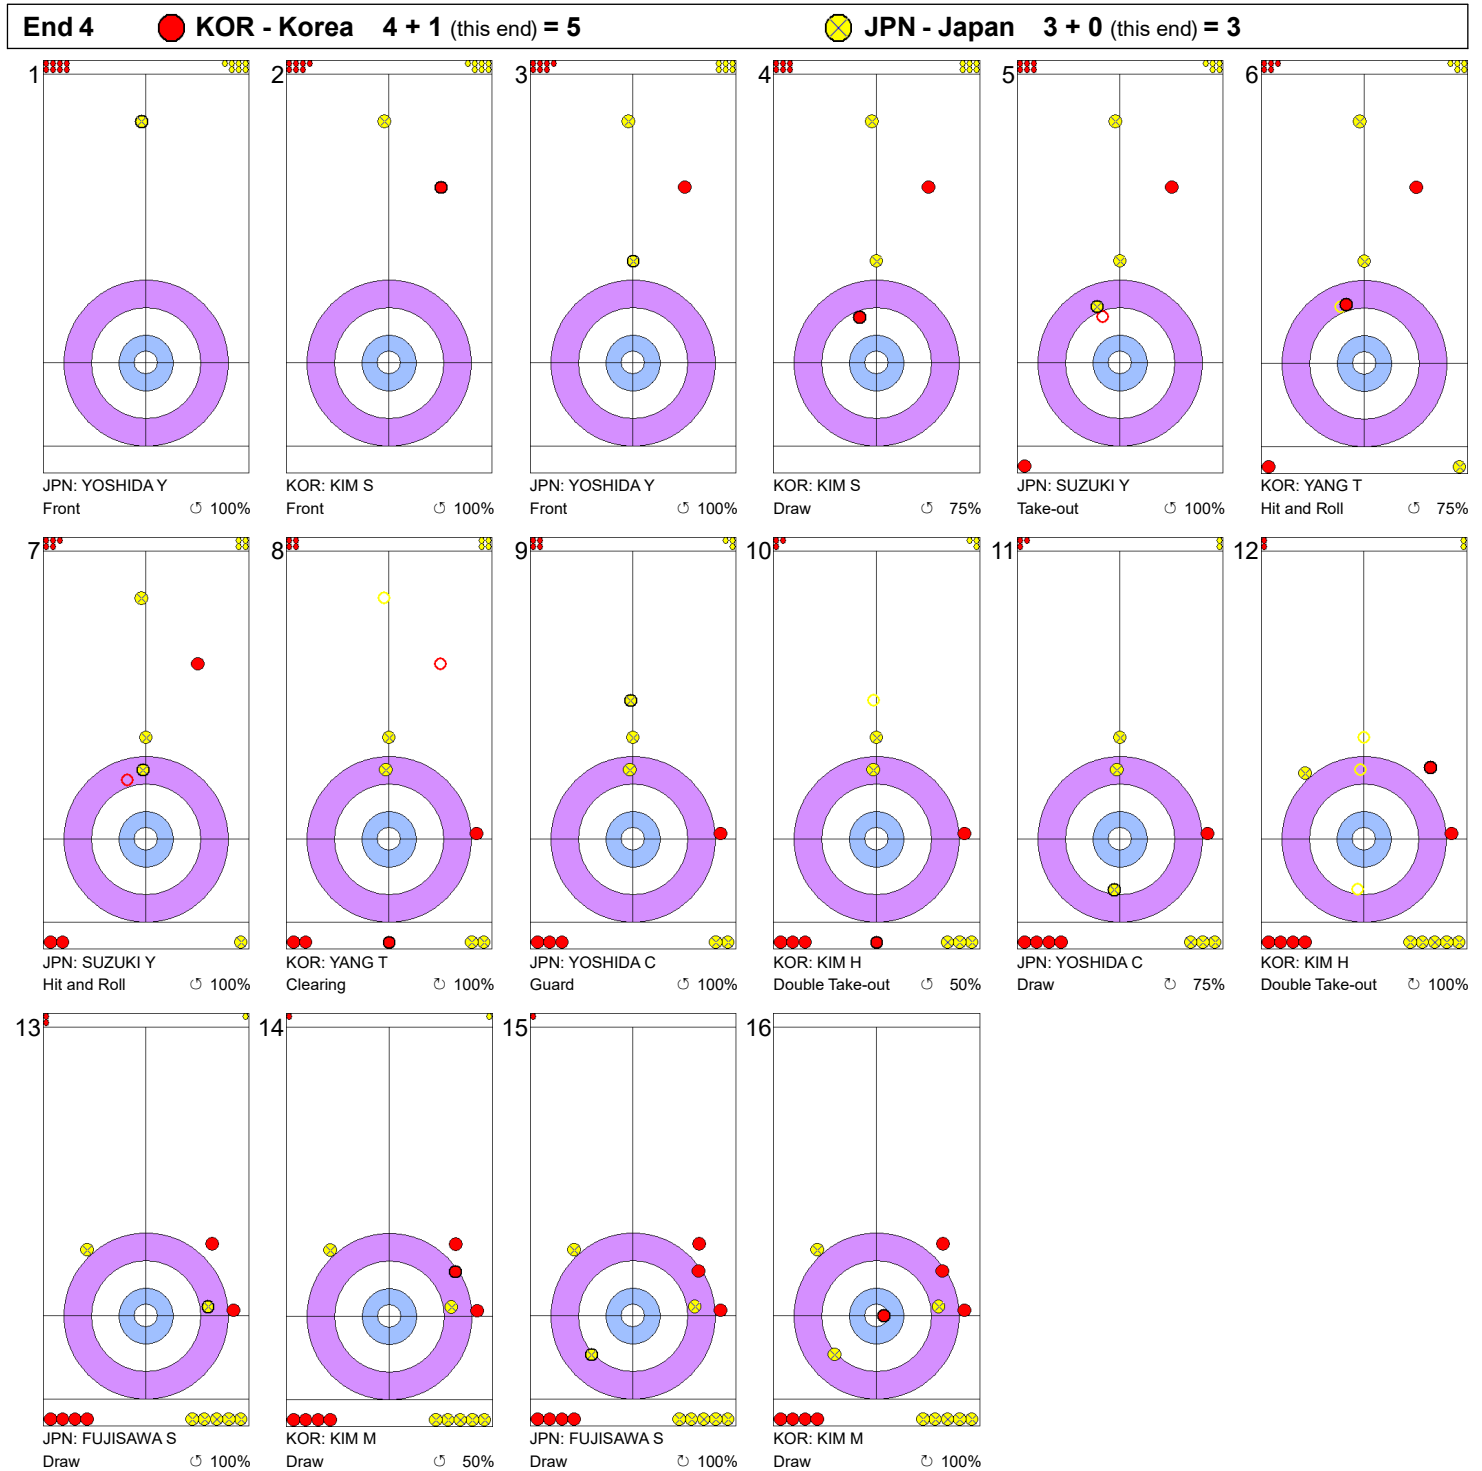 End 4 KOR - Korea 4 + 1 (this end) = 5 JPN - Japan 3 + 0 (this end) = 3
1 2 3 4 5 6
JPN: YOSHIDA Y KOR: KIM S JPN: YOSHIDA Y KOR: KIM S JPN: SUZUKI Y KOR: YANG T
Front ↺ 100% Front ↺ 100% Front ↺ 100% Draw ↺ 75% Take-out ↺ 100% Hit and Roll ↺ 75%
7 8 9 10 11 12
JPN: SUZUKI Y KOR: YANG T JPN: YOSHIDA C KOR: KIM H JPN: YOSHIDA C KOR: KIM H
Hit and Roll ↺ 100% Clearing ↻ 100% Guard ↺ 100% Double Take-out ↺ 50% Draw ↻ 75% Double Take-out ↻ 100%
13 14 15 16
JPN: FUJISAWA S KOR: KIM M JPN: FUJISAWA S KOR: KIM M
Draw ↺ 100% Draw ↺ 50% Draw ↻ 100% Draw ↻ 100%